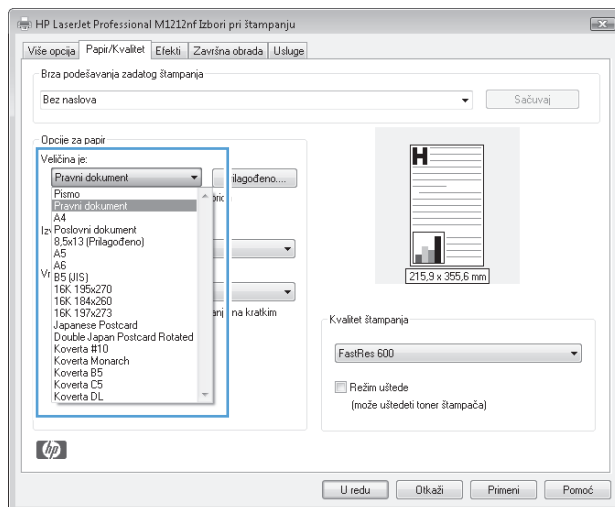 HP LaserJet Professional M1212nf Izbori pri štampanju
Više opcija Papir/Kvalitet Efekti Završna obrada Usluge
Brza podešavanja zadatog štampanja
Bez naslova
Sačuvaj
Opcije za papir
Veličina je:
Pravni dokument
ilagođeno....
Pismo
Pravni dokument
A4
Poslovni dokument
8,5x13 (Prilagođeno)
A5
A6
B5 (JIS)
16K 195x270
16K 184x260
16K 197x273
Japanese Postcard
Double Japan Postcard Rotated
Koverta #10
Koverta Monarch
Koverta B5
Koverta C5
Koverta DL
na kratkim
H
215,9 x 355,6 mm
Kvalitet štampanja
FastRes 600
Režim uštede
(može uštedeti toner štampača)
hp
U redu Otkaži Primeni Pomoć